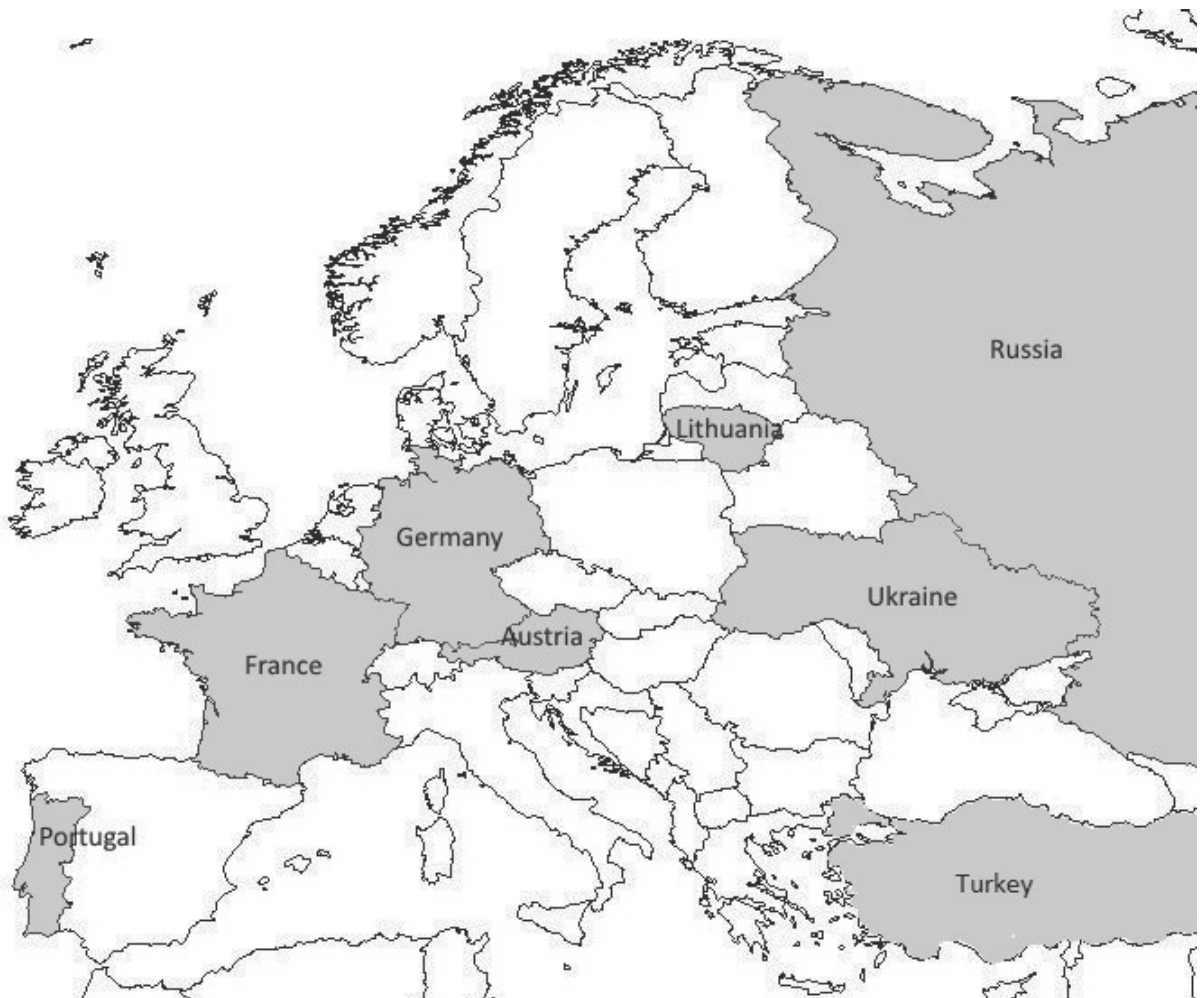 Russia
Lithuania
Germany
Ukraine
Austria
France
Portugal
Turkey